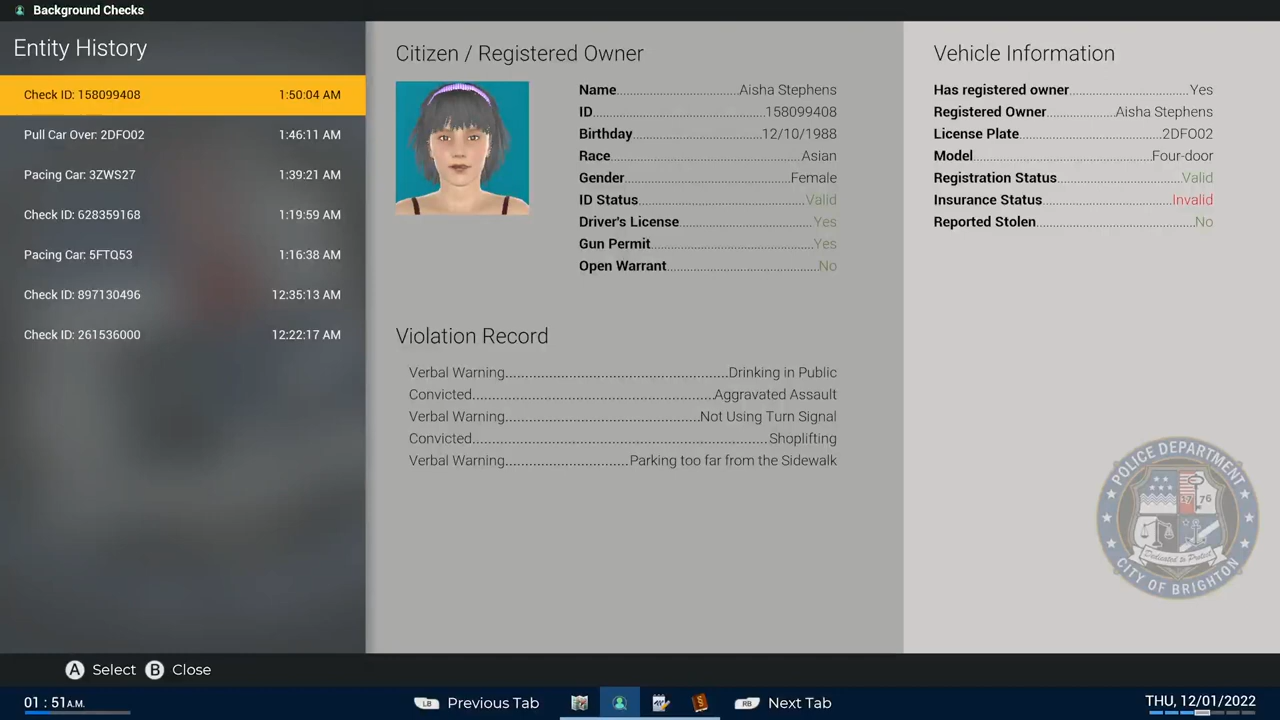 Background Checks
Entity History
Check ID: 158099408 1:50:04 AM
Pull Car Over: 2DFO02 1:46:11 AM
Pacing Car: 3ZWS27 1:39:21 AM
Check ID: 628359168 1:19:59 AM
Pacing Car: 5FTQ53 1:16:38 AM
Check ID: 897130496 12:35:13 AM
Check ID: 261536000 12:22:17 AM
Citizen / Registered Owner
Name Aisha Stephens
ID 158099408
Birthday 12/10/1988
Race Asian
Gender Female
ID Status Valid
Driver's License Yes
Gun Permit Yes
Open Warrant No
Violation Record
Verbal Warning Drinking in Public
Convicted Aggravated Assault
Verbal Warning Not Using Turn Signal
Convicted Shoplifting
Verbal Warning Parking too far from the Sidewalk
Vehicle Information
Has registered owner Yes
Registered Owner Aisha Stephens
License Plate 2DFO02
Model Four-door
Registration Status Valid
Insurance Status Invalid
Reported Stolen No
POLICE DEPARTMENT
17 76
Dedicated to Protect
CITY OF BRIGHTON
A Select B Close
01 : 51 A.M.
LB Previous Tab
RB Next Tab
THU, 12/01/2022